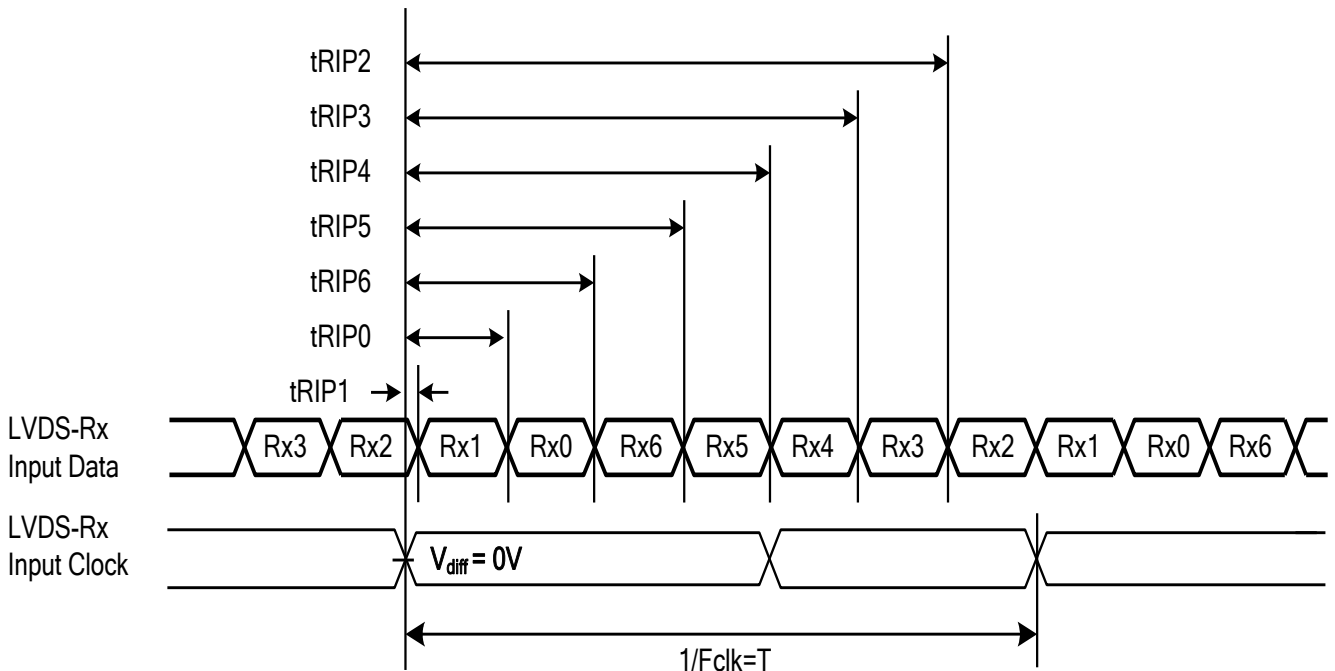 tRIP2
tRIP3
tRIP4
tRIP5
tRIP6
tRIP0
tRIP1
LVDS-Rx
Input Data
Rx3 Rx2 Rx1 Rx0 Rx6 Rx5 Rx4 Rx3 Rx2 Rx1 Rx0 Rx6
LVDS-Rx
Input Clock
Vdiff = 0V
1/Fclk=T